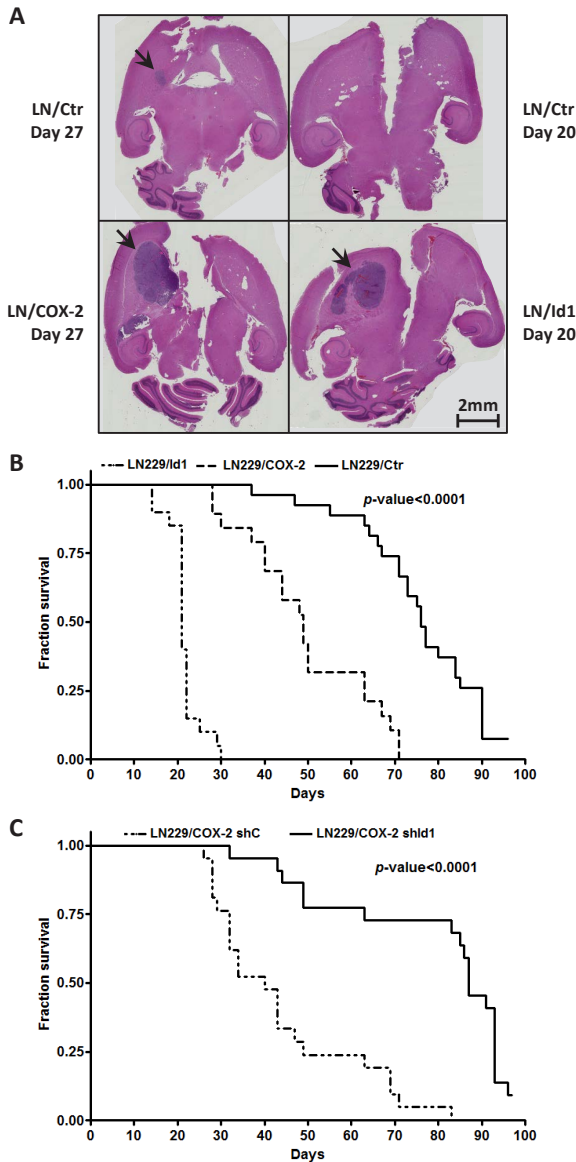 A
LN/Ctr
Day 27
LN/Ctr
Day 20
LN/COX-2
Day 27
LN/Id1
Day 20
2mm
B
LN229/Id1 LN229/COX-2 LN229/Ctr
p-value<0.0001
Fraction survival
1.00
0.75
0.50
0.25
0.00
0 10 20 30 40 50 60 70 80 90 100
Days
C
LN229/COX-2 shC LN229/COX-2 shId1
p-value<0.0001
Fraction survival
1.00
0.75
0.50
0.25
0.00
0 10 20 30 40 50 60 70 80 90 100
Days